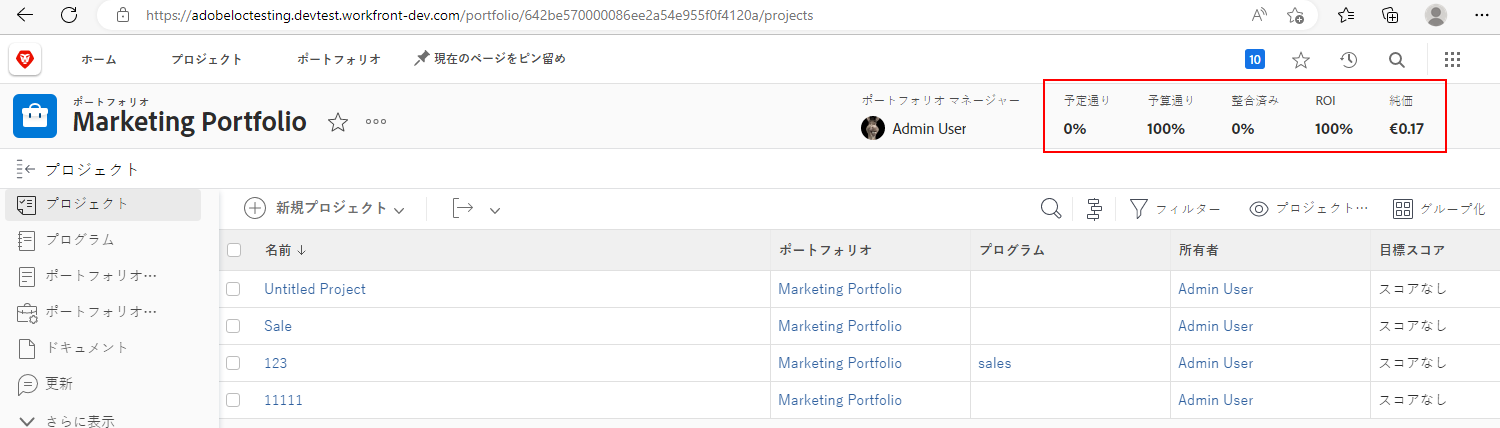 https://adobeloctesting.devtest.workfront-dev.com/portfolio/642be570000086ee2a54e955f0f4120a/projects
ホーム プロジェクト ポートフォリオ 現在のページをピン留め 10
ポートフォリオ
Marketing Portfolio
ポートフォリオ マネージャー
Admin User
予定通り 予算通り 整合済み ROI 純価
0% 100% 0% 100% €0.17
プロジェクト
プロジェクト
プログラム
ポートフォリオ…
ポートフォリオ…
ドキュメント
更新
さらに表示
新規プロジェクト フィルター プロジェクト… グループ化
名前 ポートフォリオ プログラム 所有者 目標スコア
Untitled Project Marketing Portfolio Admin User スコアなし
Sale Marketing Portfolio Admin User スコアなし
123 Marketing Portfolio sales Admin User スコアなし
11111 Marketing Portfolio Admin User スコアなし